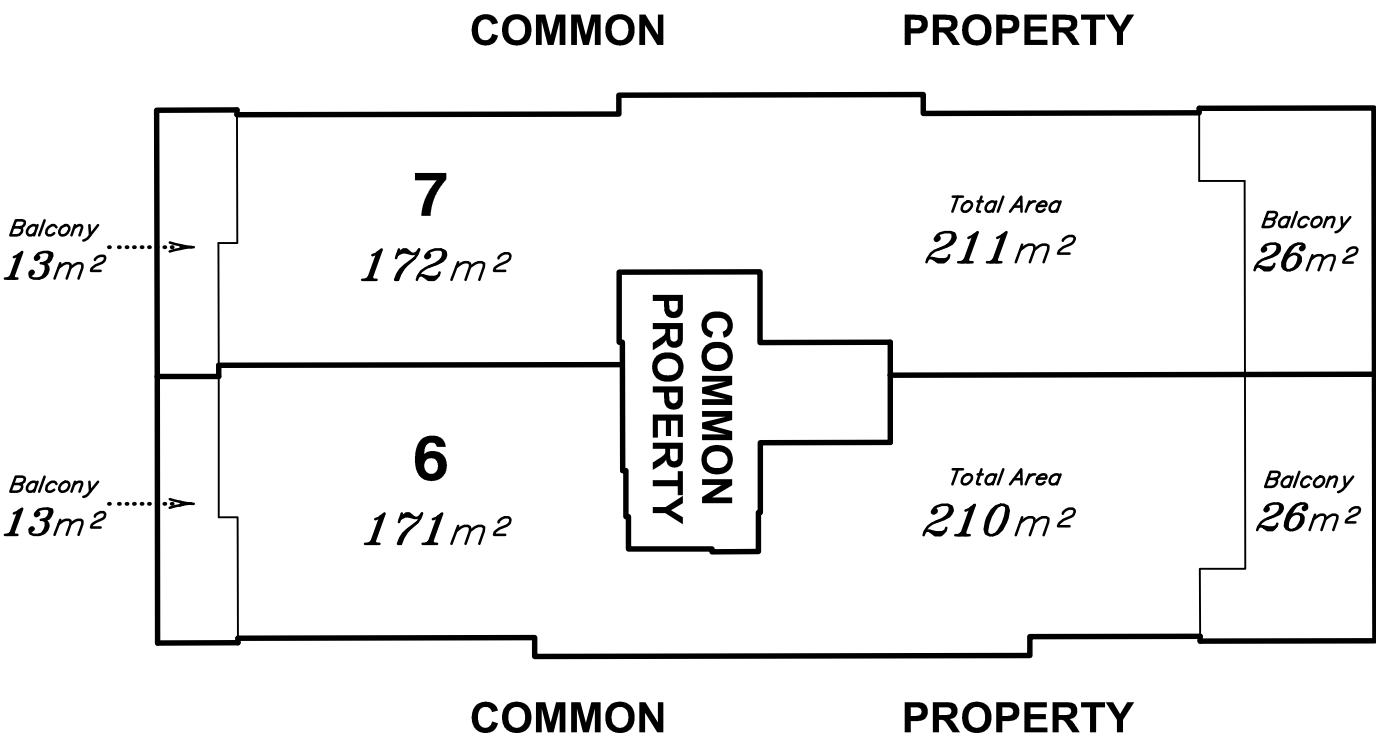 COMMON PROPERTY
7
172m²
Total Area
211m²
Balcony
13m²
Balcony
26m²
COMMON
PROPERTY
6
171m²
Total Area
210m²
Balcony
13m²
Balcony
26m²
COMMON PROPERTY